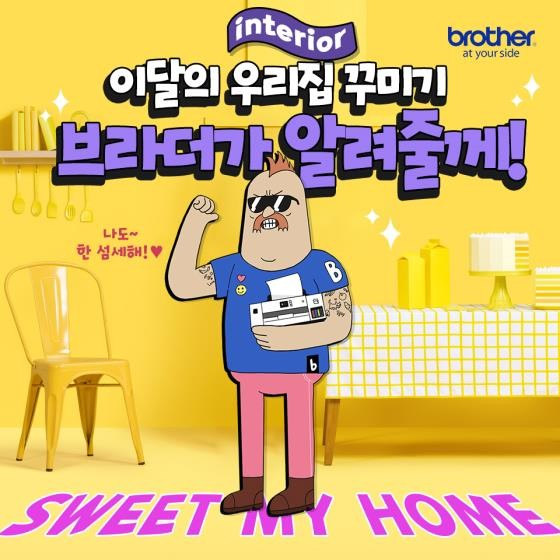 interior
brother
at your side
이달의 우리집 꾸미기
브라더가 알려줄께!
나도~
한 섬세해!♥
B
b
SWEET MY HOME